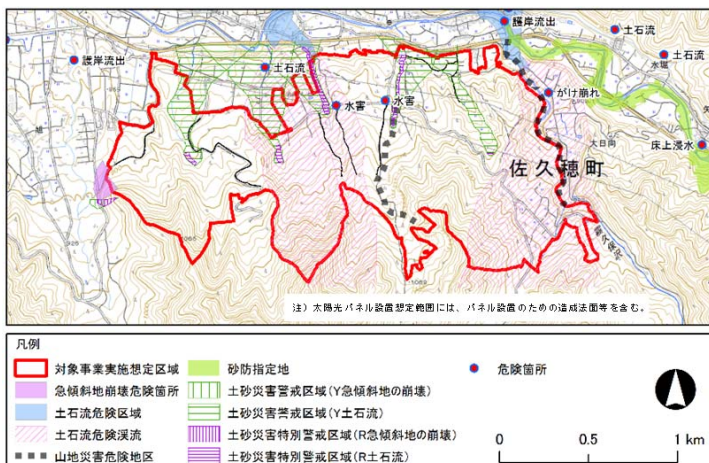 護岸流出
護岸流出
土石流
土石流
土石流
水害
水害
がけ崩れ
大日向
床上浸水
佐久穂町
注）太陽光パネル設置想定範囲には、パネル設置のための造成法面等を含む。
凡例
対象事業実施想定区域
砂防指定地
危険箇所
急傾斜地崩壊危険箇所
土砂災害警戒区域(Y急傾斜地の崩壊)
土石流危険区域
土砂災害警戒区域(Y土石流)
土石流危険渓流
土砂災害特別警戒区域(R急傾斜地の崩壊)
山地災害危険地区
土砂災害特別警戒区域(R土石流)
0 0.5 1 km